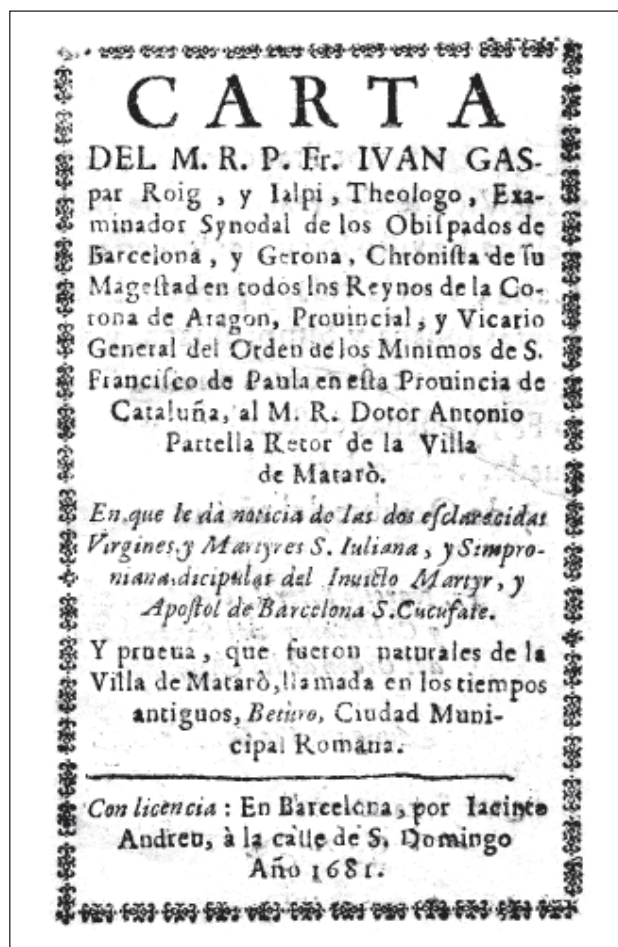 CARTA
DEL M. R. P. Fr. IVAN GAS-
par Roig, y Ialpi, Theologo, Exa-
minador Synodal de los Obiſpados de
Barcelona, y Gerona, Chroniſta de ſu
Mageſtad en todos los Reynos de la Co-
rona de Aragon, Prouincial, y Vicario
General del Orden de los Minimos de S.
Franciſco de Paula en eſta Prouincia de
Cataluña, al M. R. Dotor Antonio
Partella Retor de la Villa
de Matarò.
En que le da noticia de las dos eſclarecidas
Virgines, y Martyres S. Iuliana, y Simpro-
niana, dicipulas del Inuicto Martyr, y
Apoſtol de Barcelona S. Cucufate.
Y prueua, que fueron naturales de la
Villa de Matarò, llamada en los tiempos
antiguos, Beturo, Ciudad Muni-
cipal Romana.
Con licencia: En Barcelona, por Iacinto
Andreu, à la calle de S. Domingo
Año 1681.